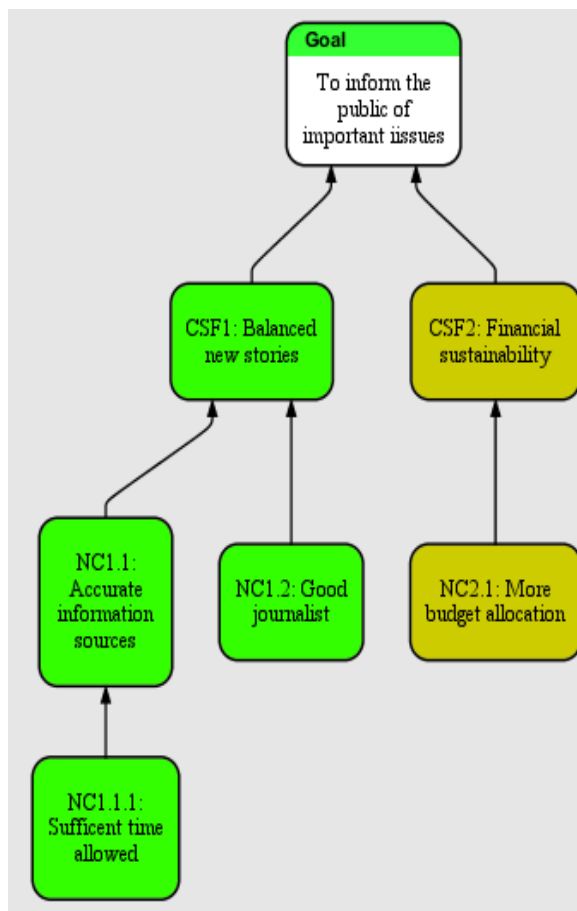 Goal
To inform the
public of
important iissues
CSF1: Balanced
new stories
CSF2: Financial
sustainability
NC1.1:
Accurate
information
sources
NC1.2: Good
journalist
NC2.1: More
budget allocation
NC1.1.1:
Sufficent time
allowed